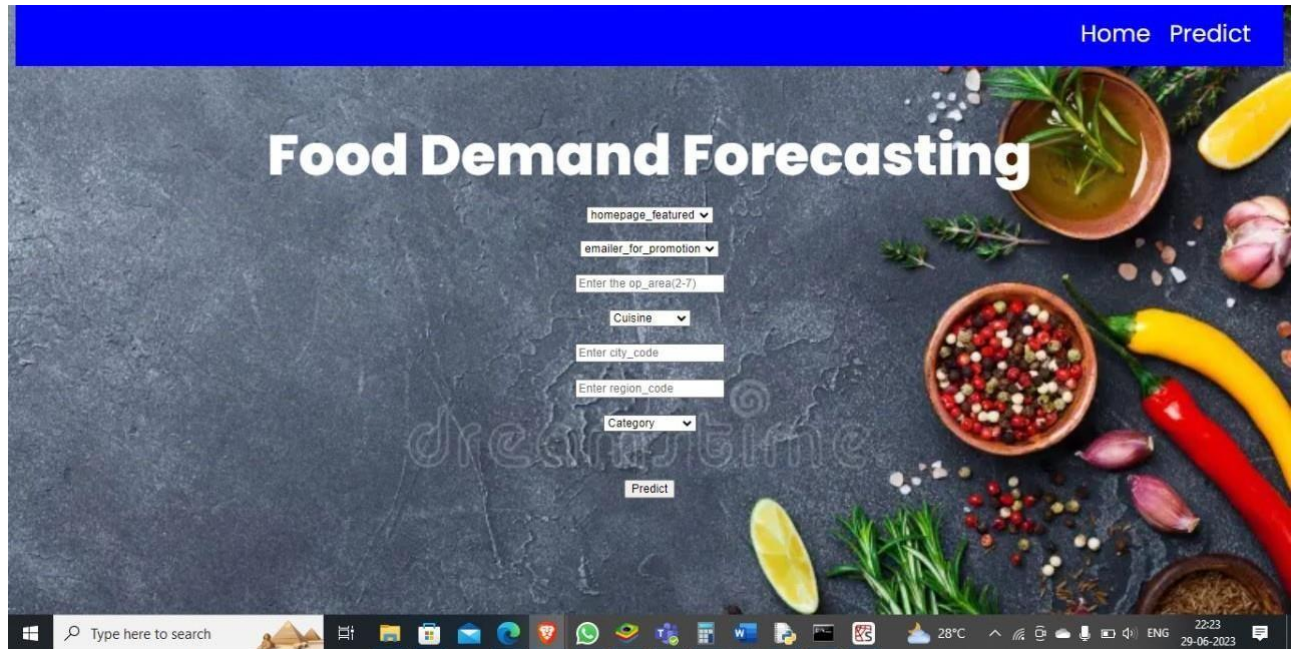 Home Predict
Food Demand Forecasting
homepage_featured
emailer_for_promotion
Enter the op_area(2-7)
Cuisine
Enter city_code
Enter region_code
dreamstime
Category
Predict
Type here to search
28°C
ENG
22:23
29-06-2023